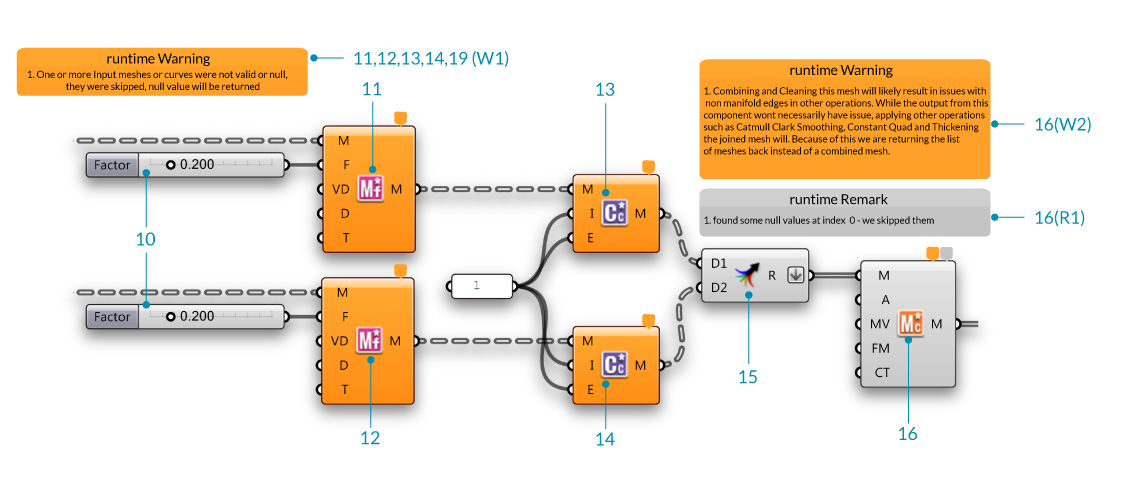 runtime Warning
1. One or more Input meshes or curves were not valid or null,
they were skipped, null value will be returned
11,12,13,14,19 (W1)
runtime Warning
1. Combining and Cleaning this mesh will likely result in issues with
non manifold edges in other operations. While the output from this
component wont necessarily have issue, applying other operations
such as Catmull Clark Smoothing, Constant Quad and Thickening
the joined mesh will. Because of this we are returning the list
of meshes back instead of a combined mesh.
16(W2)
runtime Remark
1. found some null values at index 0 - we skipped them
16(R1)
11
M
F
VD
D
T
Mf
M
Factor
0.200
10
Factor
0.200
M
F
VD
D
T
Mf
M
12
13
M
I
E
Cc
M
1
M
I
E
Cc
M
14
D1
D2
R
15
M
A
MV
FM
CT
Mc
M
16